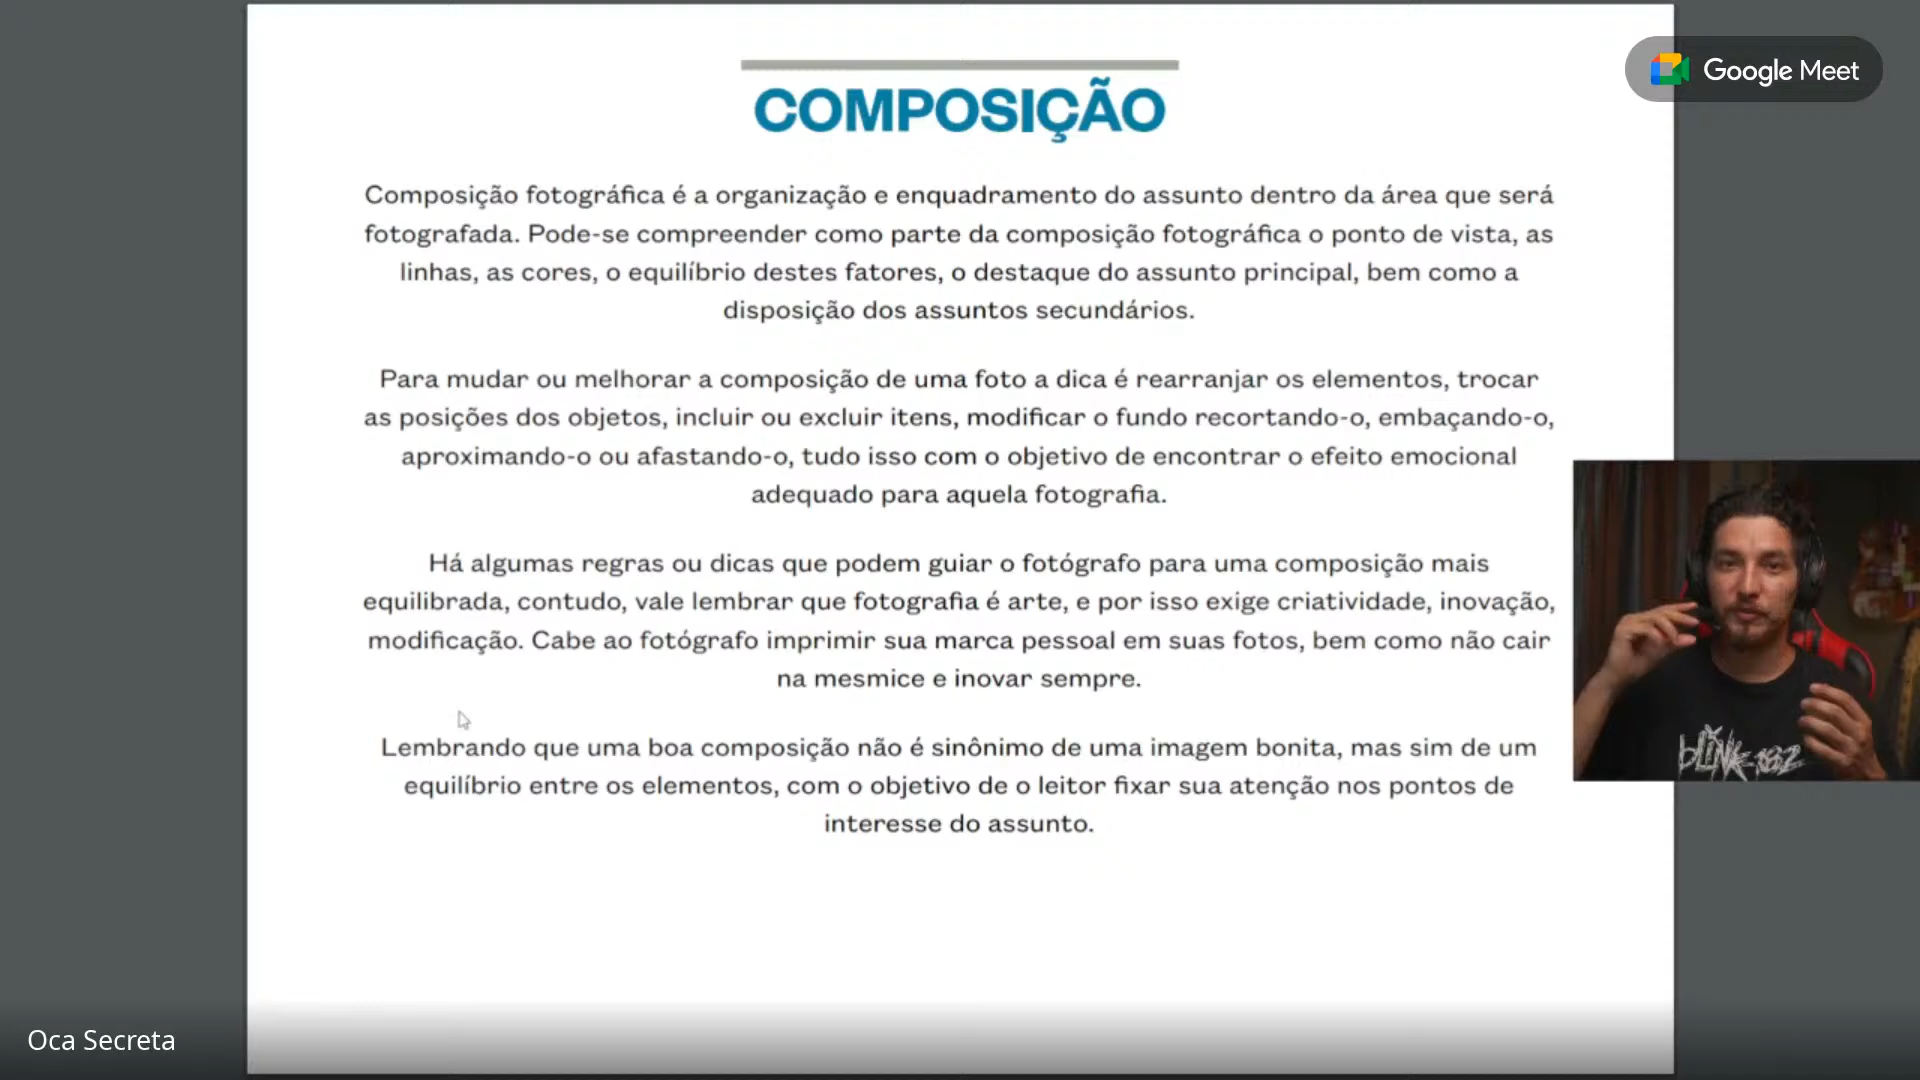 Google Meet
COMPOSIÇÃO
Composição fotográfica é a organização e enquadramento do assunto dentro da área que será
fotografada. Pode-se compreender como parte da composição fotográfica o ponto de vista, as
linhas, as cores, o equilíbrio destes fatores, o destaque do assunto principal, bem como a
disposição dos assuntos secundários.
Para mudar ou melhorar a composição de uma foto a dica é rearranjar os elementos, trocar
as posições dos objetos, incluir ou excluir itens, modificar o fundo recortando-o, embaçando-o,
aproximando-o ou afastando-o, tudo isso com o objetivo de encontrar o efeito emocional
adequado para aquela fotografia.
Há algumas regras ou dicas que podem guiar o fotógrafo para uma composição mais
equilibrada, contudo, vale lembrar que fotografia é arte, e por isso exige criatividade, inovação,
modificação. Cabe ao fotógrafo imprimir sua marca pessoal em suas fotos, bem como não cair
na mesmice e inovar sempre.
Lembrando que uma boa composição não é sinônimo de uma imagem bonita, mas sim de um
equilíbrio entre os elementos, com o objetivo de o leitor fixar sua atenção nos pontos de
interesse do assunto.
blink-182
Oca Secreta